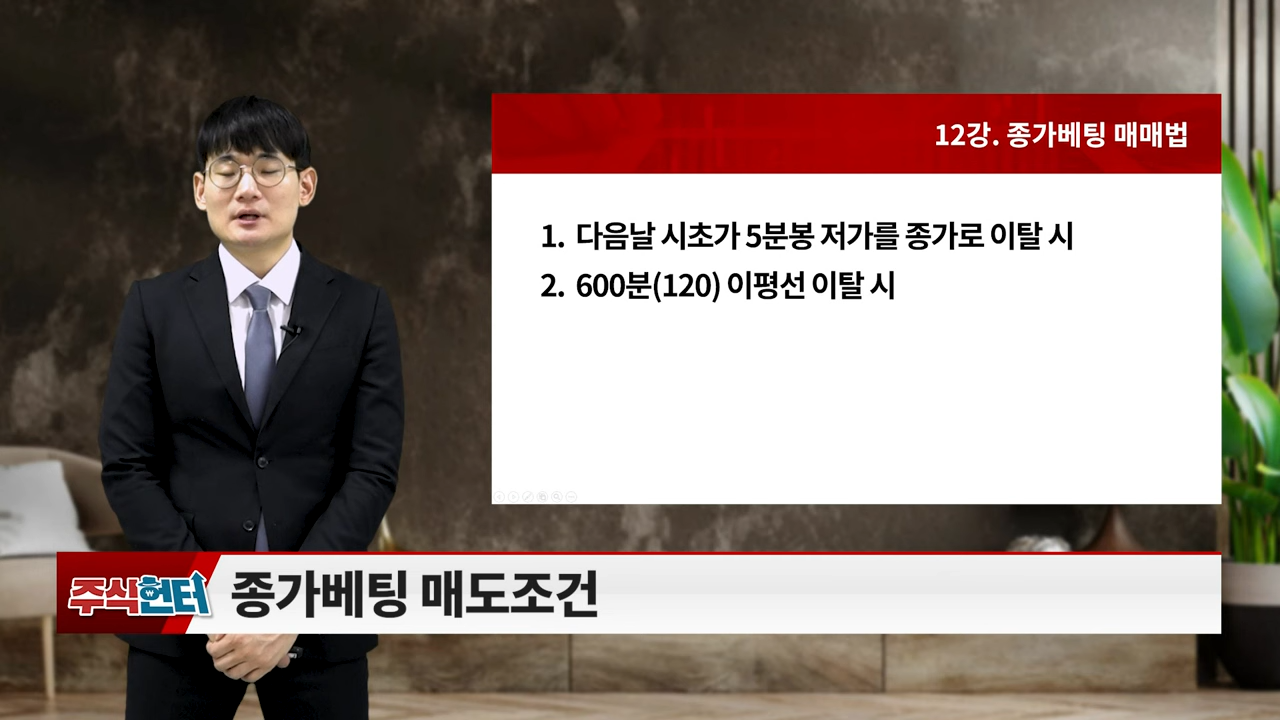 12강. 종가베팅 매매법
1. 다음날 시초가 5분봉 저가를 종가로 이탈 시
2. 600분(120) 이평선 이탈 시
주식헌터 종가베팅 매도조건